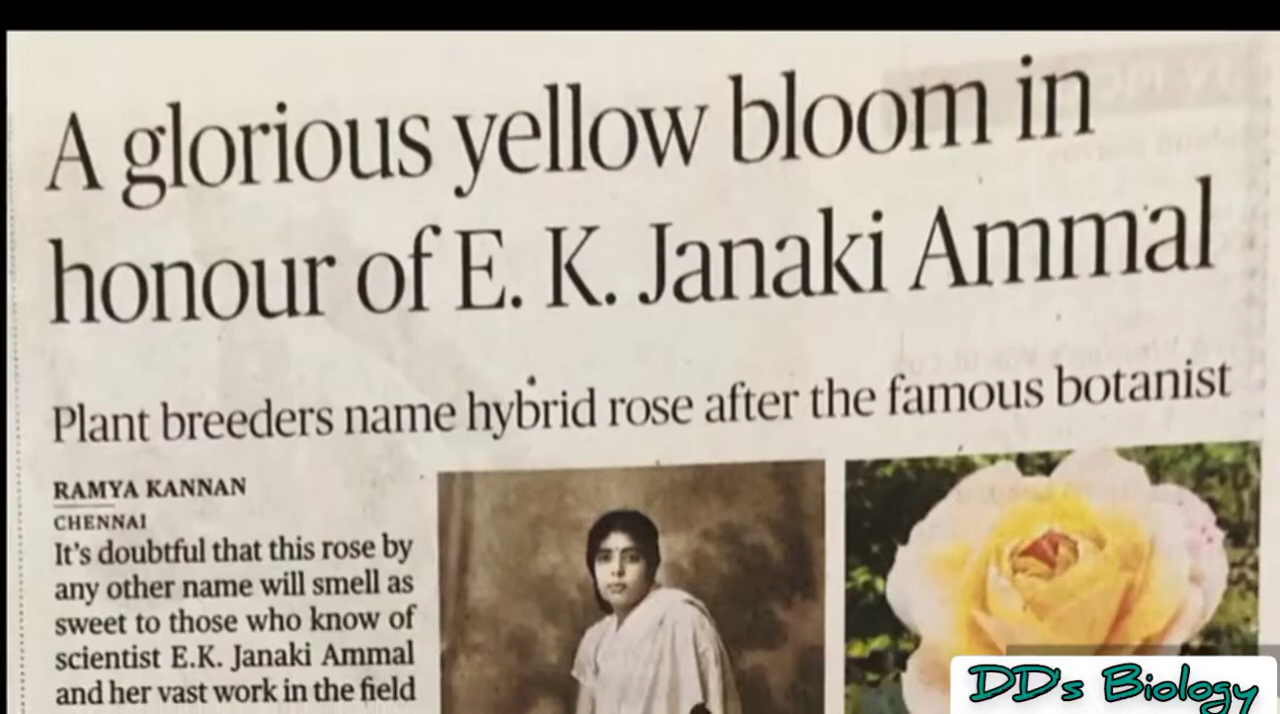 A glorious yellow bloom in
honour of E. K. Janaki Ammal
Plant breeders name hybrid rose after the famous botanist
RAMYA KANNAN
CHENNAI
It's doubtful that this rose by
any other name will smell as
sweet to those who know of
scientist E.K. Janaki Ammal
and her vast work in the field
DD's Biology